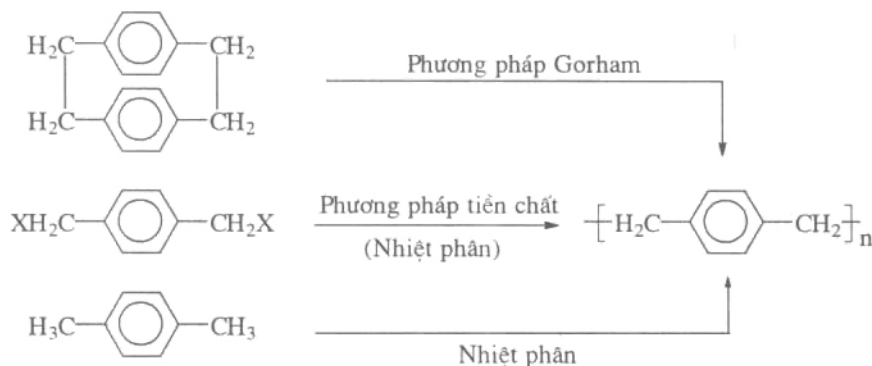 H₂C CH₂
Phương pháp Gorham
H₂C CH₂
XH₂C CH₂X
Phương pháp tiền chất
(Nhiệt phân)
[H₂C CH₂]n
H₃C CH₃
Nhiệt phân